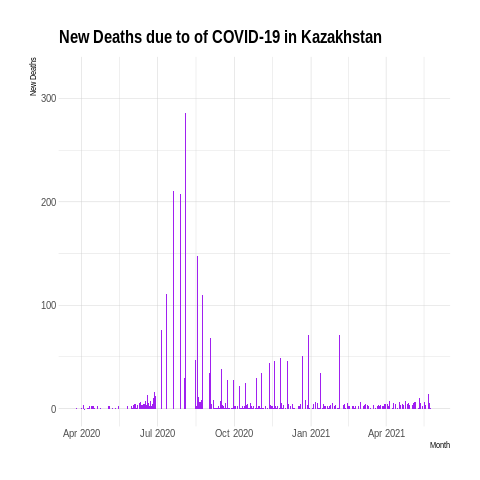 New Deaths due to of COVID-19 in Kazakhstan
New Deaths
300
200
100
0
Apr 2020 Jul 2020 Oct 2020 Jan 2021 Apr 2021
Month